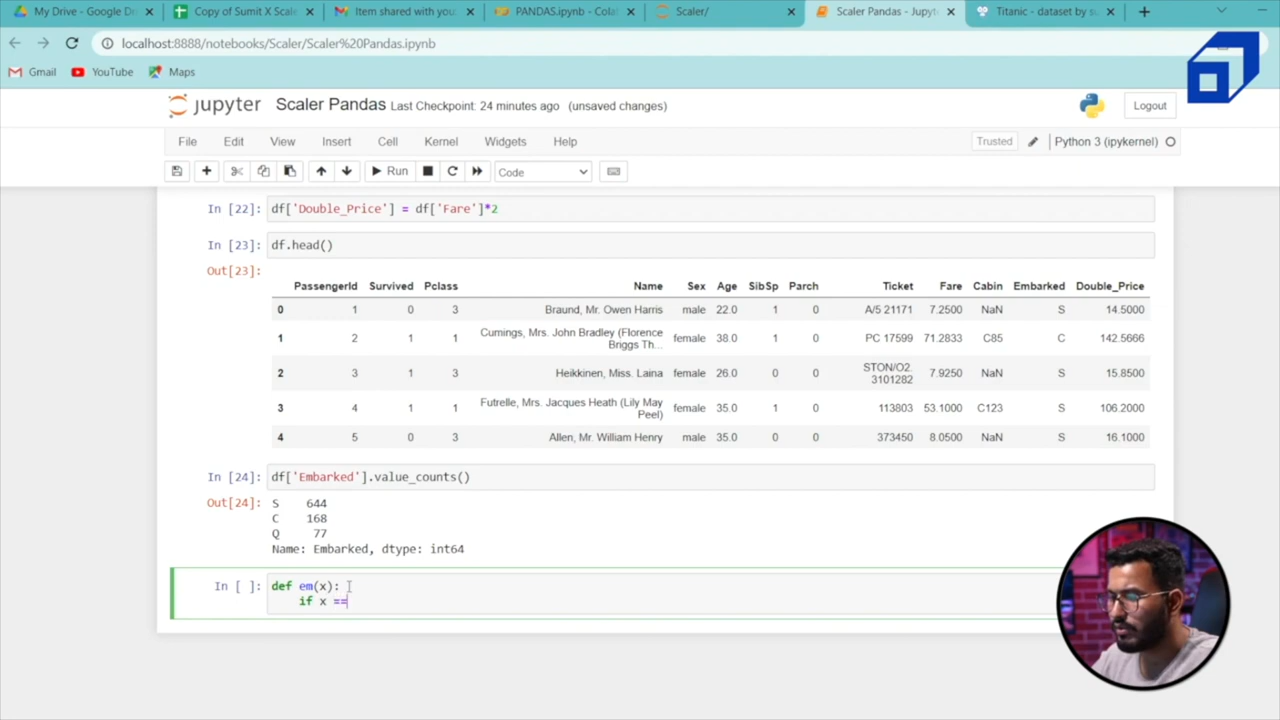 My Drive - Google Dr
Copy of Sumit X Scale
Item shared with you
PANDAS.ipynb - Colab
Scaler/
Scaler Pandas - Jupyte
Titanic - dataset by su
localhost:8888/notebooks/Scaler/Scaler%20Pandas.ipynb
Gmail YouTube Maps
jupyter Scaler Pandas Last Checkpoint: 24 minutes ago (unsaved changes) Logout
File Edit View Insert Cell Kernel Widgets Help Trusted Python 3 (ipykernel)
Run Code
In [22]: df['Double_Price'] = df['Fare']*2
In [23]: df.head()
Out[23]:
PassengerId Survived Pclass Name Sex Age SibSp Parch Ticket Fare Cabin Embarked Double_Price
0 1 0 3 Braund, Mr. Owen Harris male 22.0 1 0 A/5 21171 7.2500 NaN S 14.5000
1 2 1 1 Cumings, Mrs. John Bradley (Florence Briggs Th... female 38.0 1 0 PC 17599 71.2833 C85 C 142.5666
2 3 1 3 Heikkinen, Miss. Laina female 26.0 0 0 STON/O2. 3101282 7.9250 NaN S 15.8500
3 4 1 1 Futrelle, Mrs. Jacques Heath (Lily May Peel) female 35.0 1 0 113803 53.1000 C123 S 106.2000
4 5 0 3 Allen, Mr. William Henry male 35.0 0 0 373450 8.0500 NaN S 16.1000
In [24]: df['Embarked'].value_counts()
Out[24]: S 644
C 168
Q 77
Name: Embarked, dtype: int64
In [ ]: def em(x):
if x ==